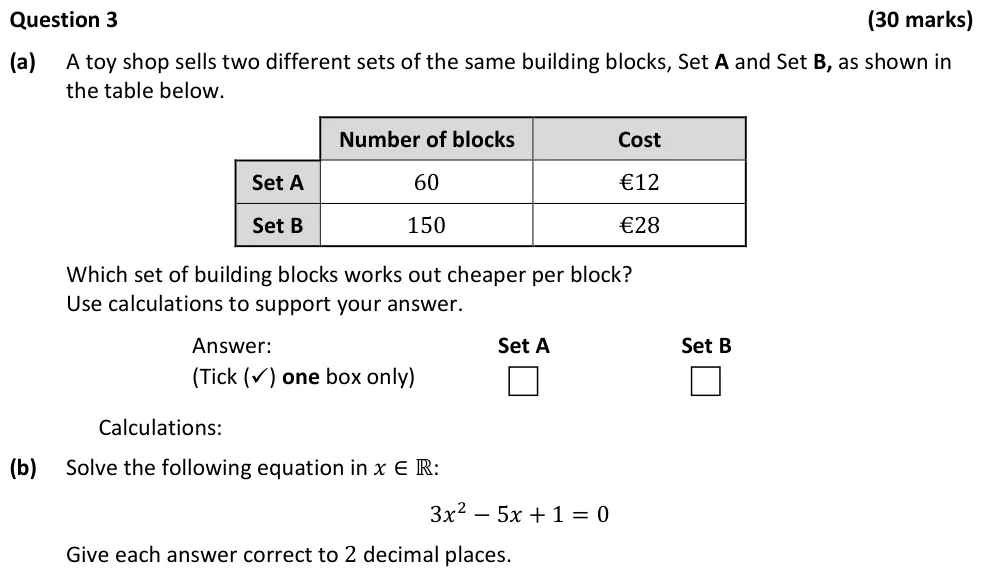 Question 3 (30 marks)
(a) A toy shop sells two different sets of the same building blocks, Set A and Set B, as shown in
the table below.
Number of blocks Cost
Set A 60 €12
Set B 150 €28
Which set of building blocks works out cheaper per block?
Use calculations to support your answer.
Answer: Set A Set B
(Tick (✓) one box only) ☐ ☐
Calculations:
(b) Solve the following equation in x ∈ ℝ:
3x² − 5x + 1 = 0
Give each answer correct to 2 decimal places.